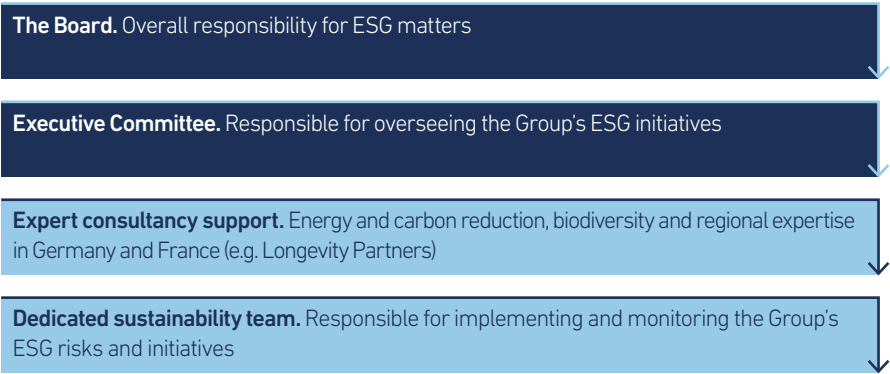 The Board. Overall responsibility for ESG matters
Executive Committee. Responsible for overseeing the Group's ESG initiatives
Expert consultancy support. Energy and carbon reduction, biodiversity and regional expertise
in Germany and France (e.g. Longevity Partners)
Dedicated sustainability team. Responsible for implementing and monitoring the Group's
ESG risks and initiatives